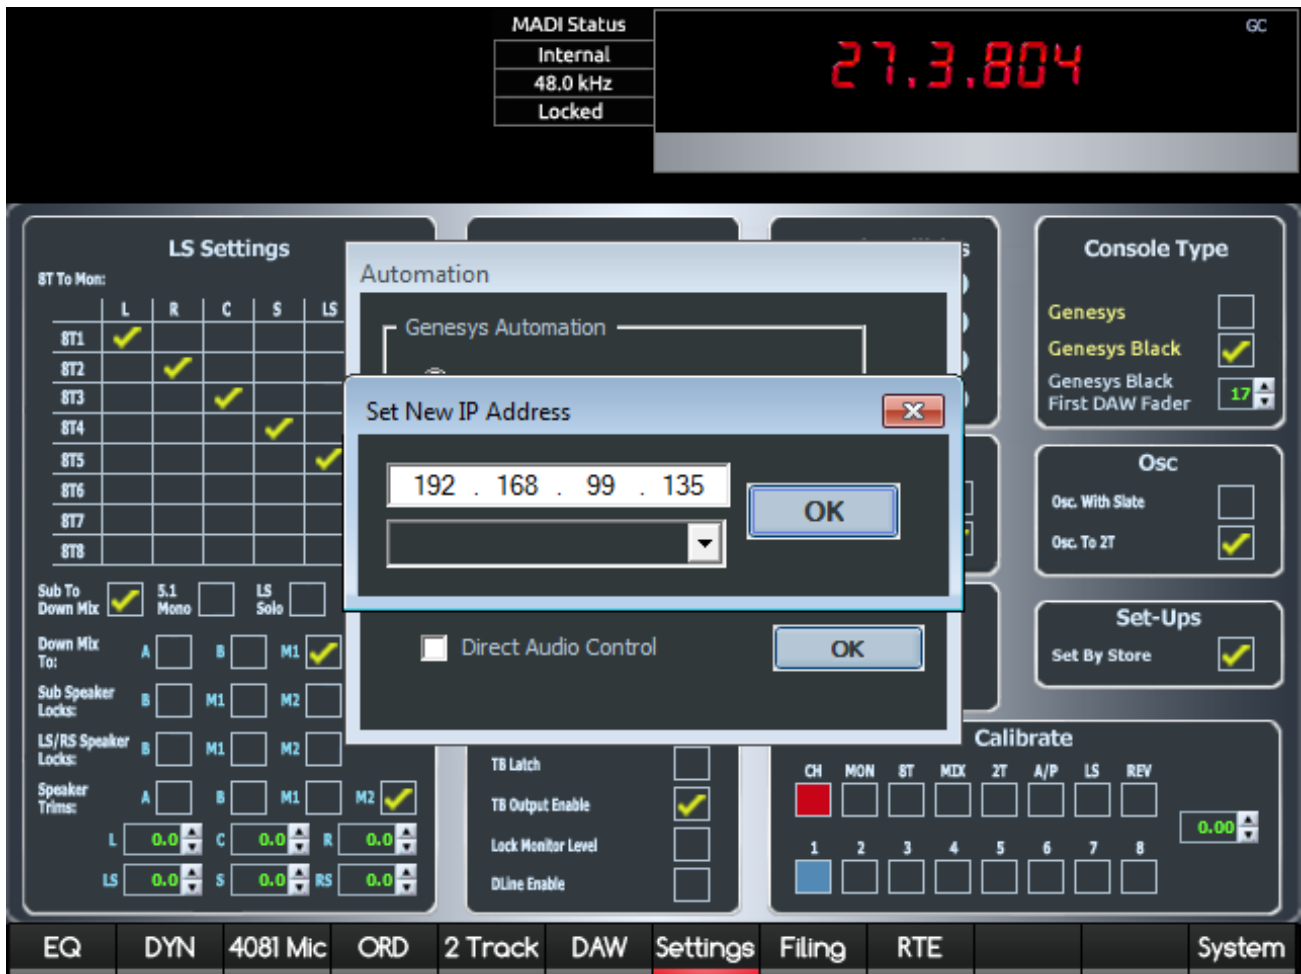 MADI Status
Internal
48.0 kHz
Locked
GC
27.3.804
LS Settings
8T To Mon:
L R C S LS
8T1
8T2
8T3
8T4
8T5
8T6
8T7
8T8
Sub To Down Mix
5.1 Mono
LS Solo
Down Mix To: A B M1
Sub Speaker Locks: B M1 M2
LS/RS Speaker Locks: B M1 M2
Speaker Trims: A B M1 M2
L 0.0 C 0.0 R 0.0
LS 0.0 S 0.0 RS 0.0
Automation
Genesys Automation
Set New IP Address
192 . 168 . 99 . 135
OK
Direct Audio Control
OK
TB Latch
TB Output Enable
Lock Monitor Level
DLine Enable
Console Type
Genesys
Genesys Black
Genesys Black
First DAW Fader 17
Osc
Osc. With Slate
Osc. To 2T
Set-Ups
Set By Store
Calibrate
CH MON 8T MIX 2T A/P LS REV
1 2 3 4 5 6 7 8
0.00
EQ DYN 4081 Mic ORD 2 Track DAW Settings Filing RTE System